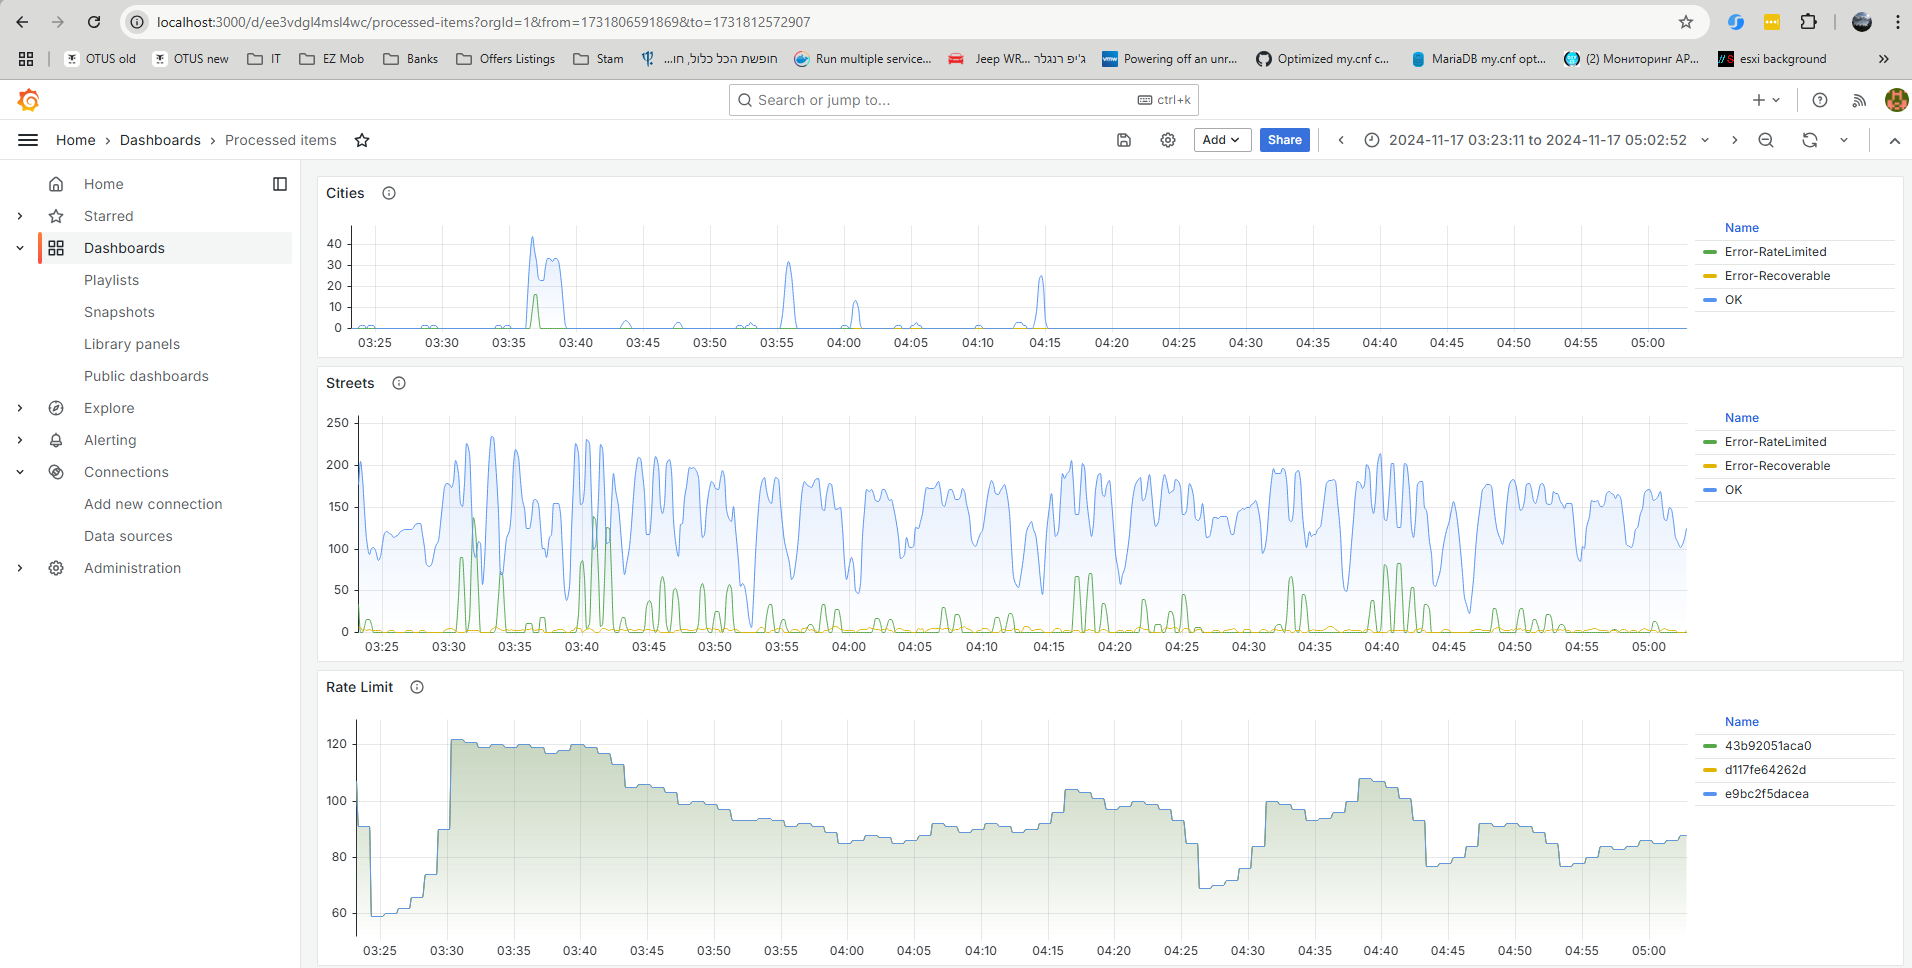 localhost:3000/d/ee3vdgl4msl4wc/processed-items?orgId=1&from=1731806591869&to=1731812572907
OTUS old OTUS new IT EZ Mob Banks Offers Listings Stam חופשת הכל כלול, חו... Run multiple service... Jeep WR... ג'יפ רנגלר Powering off an unr... Optimized my.cnf c... MariaDB my.cnf opt... (2) Мониторинг AP... esxi background
Search or jump to... ctrl+k
Home Dashboards Processed items Add Share 2024-11-17 03:23:11 to 2024-11-17 05:02:52
Home
Starred
Dashboards
Playlists
Snapshots
Library panels
Public dashboards
Explore
Alerting
Connections
Add new connection
Data sources
Administration
Cities
40
30
20
10
0
03:25 03:30 03:35 03:40 03:45 03:50 03:55 04:00 04:05 04:10 04:15 04:20 04:25 04:30 04:35 04:40 04:45 04:50 04:55 05:00
Name
Error-RateLimited
Error-Recoverable
OK
Streets
250
200
150
100
50
0
03:25 03:30 03:35 03:40 03:45 03:50 03:55 04:00 04:05 04:10 04:15 04:20 04:25 04:30 04:35 04:40 04:45 04:50 04:55 05:00
Name
Error-RateLimited
Error-Recoverable
OK
Rate Limit
120
100
80
60
03:25 03:30 03:35 03:40 03:45 03:50 03:55 04:00 04:05 04:10 04:15 04:20 04:25 04:30 04:35 04:40 04:45 04:50 04:55 05:00
Name
43b92051aca0
d117fe64262d
e9bc2f5dacea